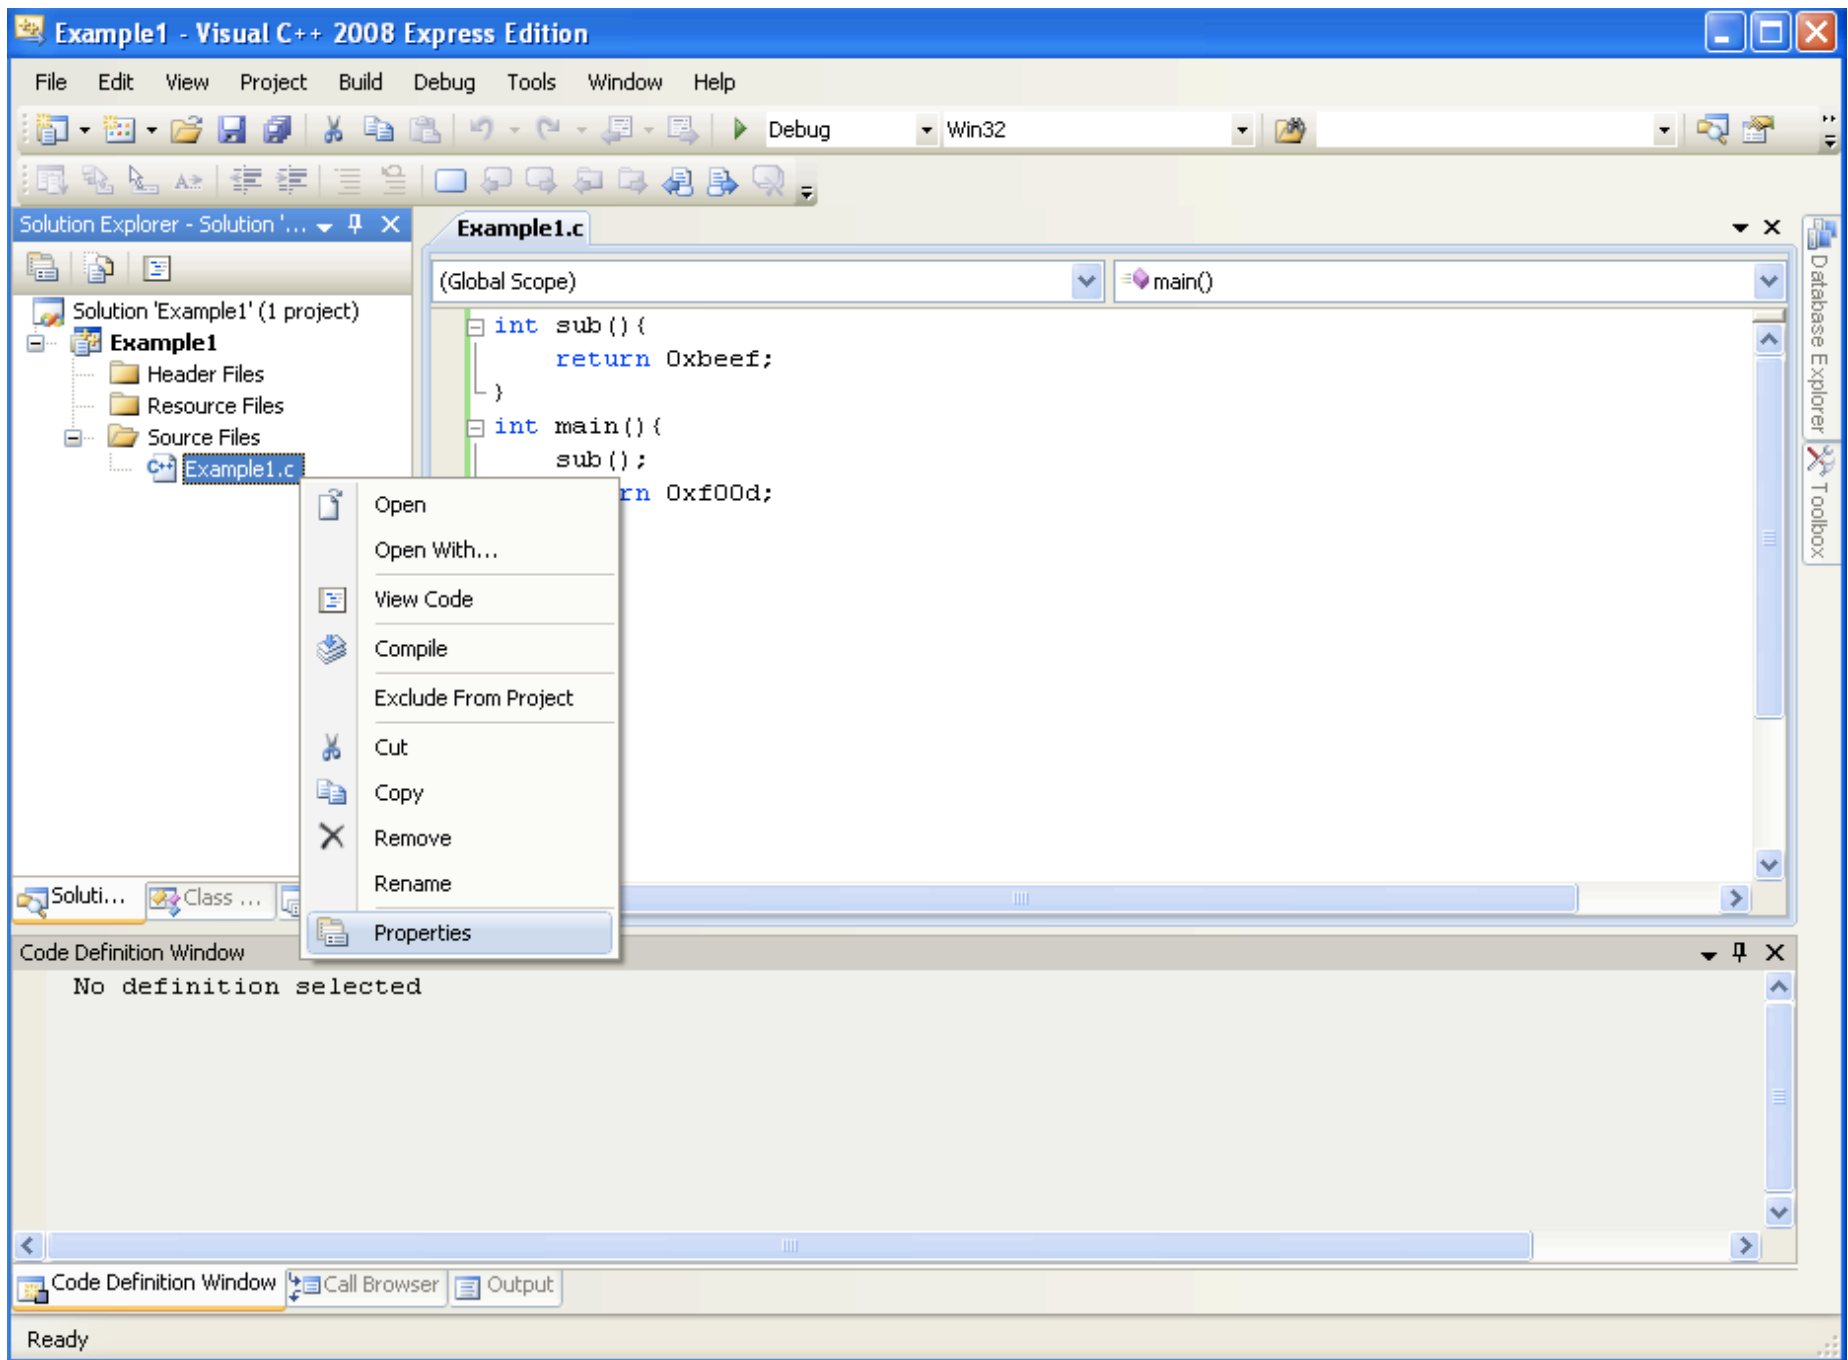 Example1 - Visual C++ 2008 Express Edition
File Edit View Project Build Debug Tools Window Help
Debug Win32
Solution Explorer - Solution '...
Example1.c
(Global Scope) main()
Solution 'Example1' (1 project)
Example1
Header Files
Resource Files
Source Files
Example1.c
int sub(){
return 0xbeef;
}
int main(){
sub();
rn 0xf00d;
Open
Open With...
View Code
Compile
Exclude From Project
Cut
Copy
Remove
Rename
Properties
Database Explorer
Toolbox
Soluti... Class ...
Code Definition Window
No definition selected
Code Definition Window Call Browser Output
Ready